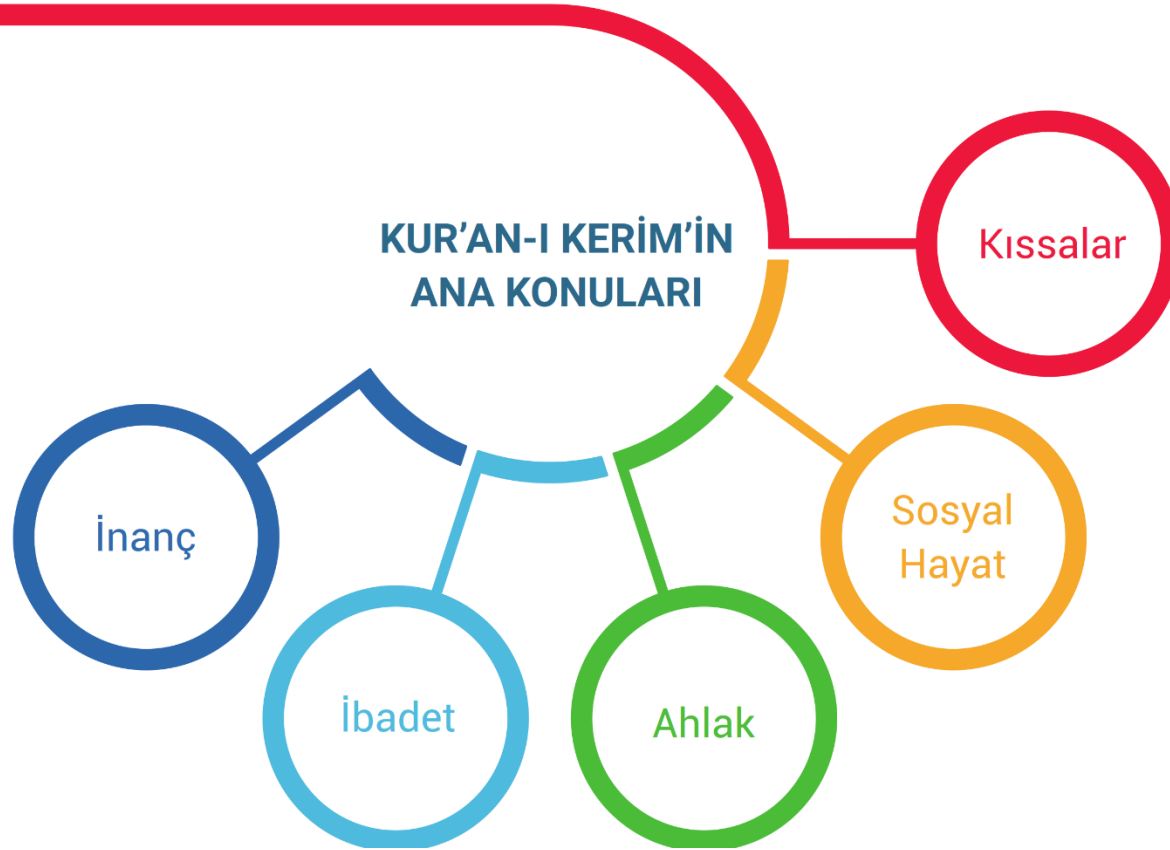 KUR’AN-I KERİM’İN
ANA KONULARI
Kıssalar
Sosyal
Hayat
Ahlak
İbadet
İnanç